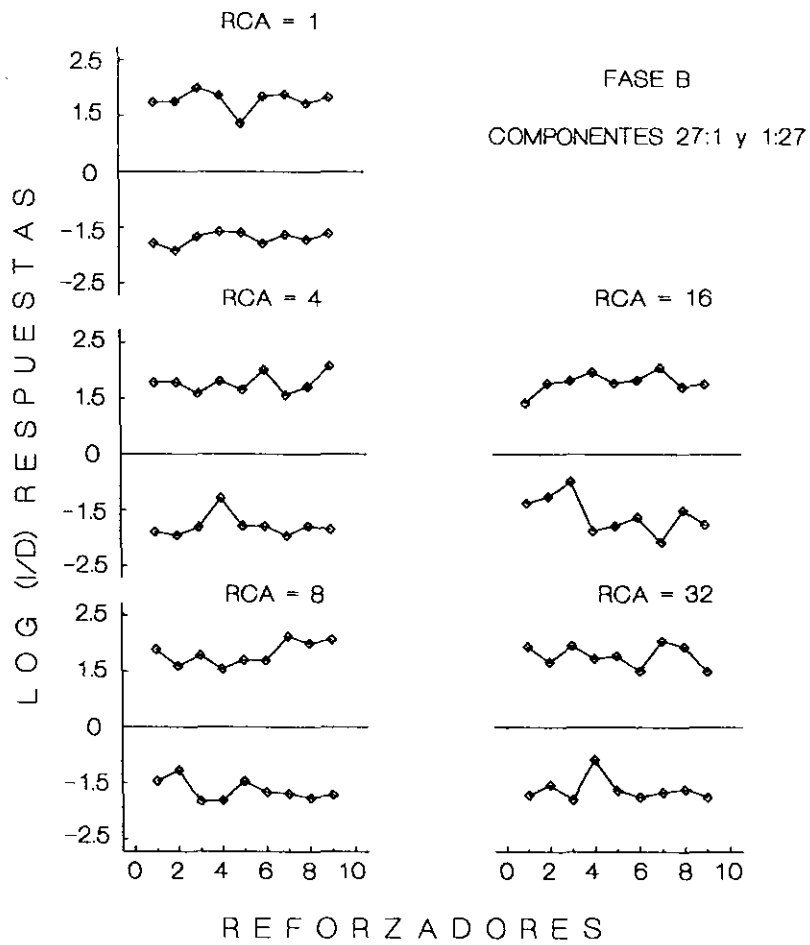 RCA = 1
FASE B
COMPONENTES 27:1 y 1:27
2.5
1.5
0
-1.5
-2.5
RCA = 4
RCA = 16
2.5
1.5
0
-1.5
-2.5
RCA = 8
RCA = 32
2.5
1.5
0
-1.5
-2.5
0 2 4 6 8 10
0 2 4 6 8 10
LOG (I/D) RESPUESTAS
REFORZADORES